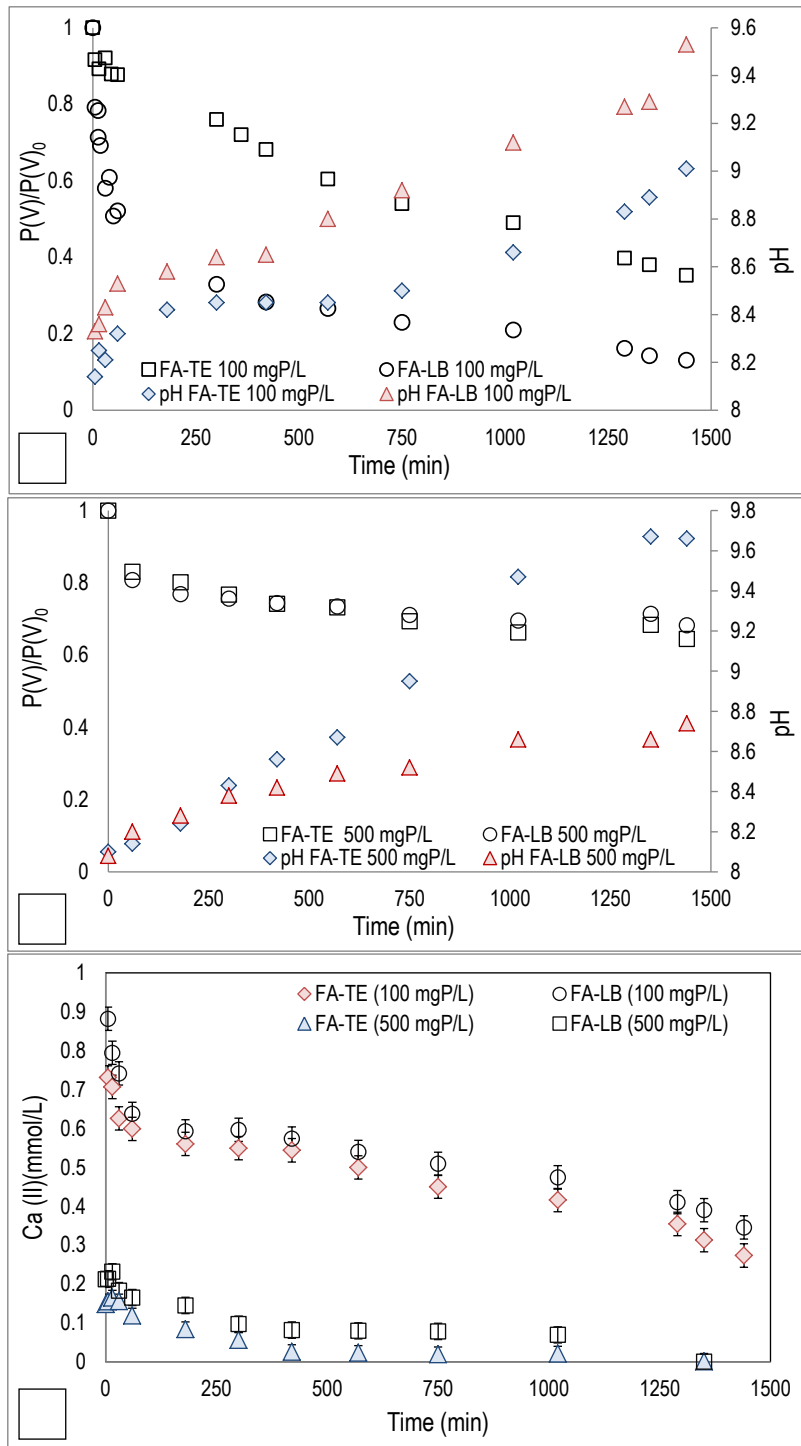 1
9.6
0.8
9.4
9.2
0.6
9
P(V)/P(V)0
8.8
0.4
8.6
pH
0.2
8.4
FA-TE 100 mgP/L
FA-LB 100 mgP/L
8.2
pH FA-TE 100 mgP/L
pH FA-LB 100 mgP/L
0
8
0 250 500 750 1000 1250 1500
Time (min)
1
9.8
9.6
0.8
9.4
9.2
0.6
P(V)/P(V)0
9
0.4
8.8
pH
8.6
0.2
8.4
FA-TE 500 mgP/L
FA-LB 500 mgP/L
8.2
pH FA-TE 500 mgP/L
pH FA-LB 500 mgP/L
0
8
0 250 500 750 1000 1250 1500
Time (min)
1
FA-TE (100 mgP/L)
FA-LB (100 mgP/L)
0.9
FA-TE (500 mgP/L)
FA-LB (500 mgP/L)
0.8
0.7
0.6
Ca (II)(mmol/L)
0.5
0.4
0.3
0.2
0.1
0
0 250 500 750 1000 1250 1500
Time (min)